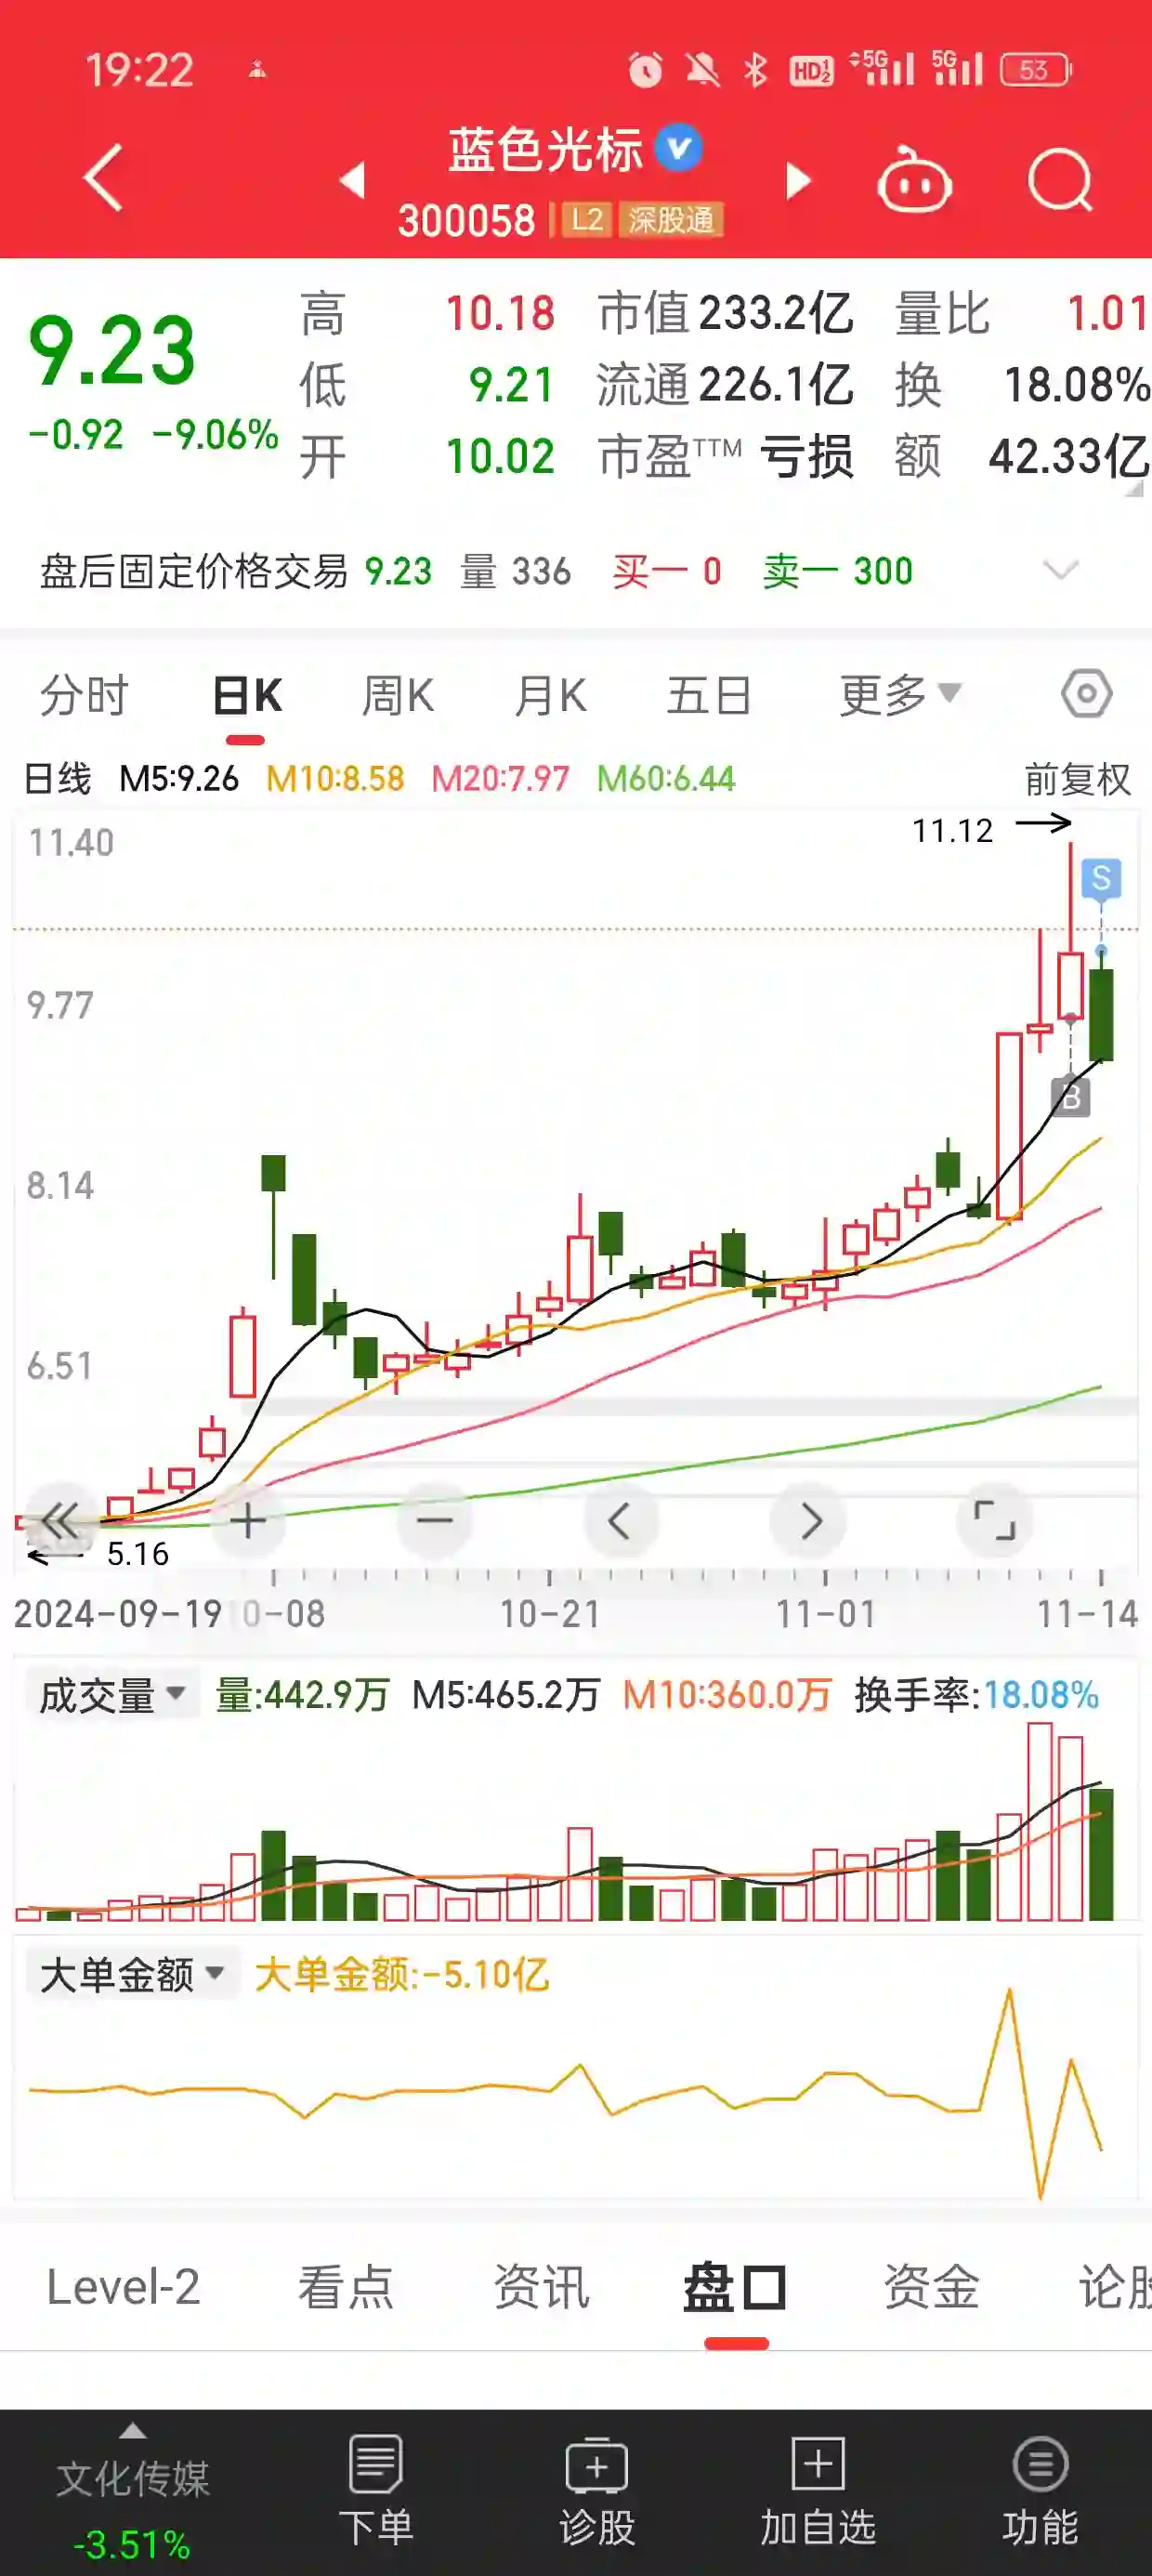 19:22 HD 1 2 5G 5G 53
蓝色光标 V
300058 L2 深股通
9.23 高 10.18 市值 233.2亿 量比 1.01
低 9.21 流通 226.1亿 换 18.08%
-0.92 -9.06% 开 10.02 市盈TTM 亏损 额 42.33亿
盘后固定价格交易 9.23 量 336 买一 0 卖一 300
分时 日K 周K 月K 五日 更多
日线 M5:9.26 M10:8.58 M20:7.97 M60:6.44 前复权
11.40 11.12
S
9.77
B
8.14
6.51
5.16
2024-09-19 10-08 10-21 11-01 11-14
成交量 量:442.9万 M5:465.2万 M10:360.0万 换手率:18.08%
大单金额 大单金额:-5.10亿
Level-2 看点 资讯 盘口 资金 论
文化传媒 下单 诊股 加自选 功能
-3.51%